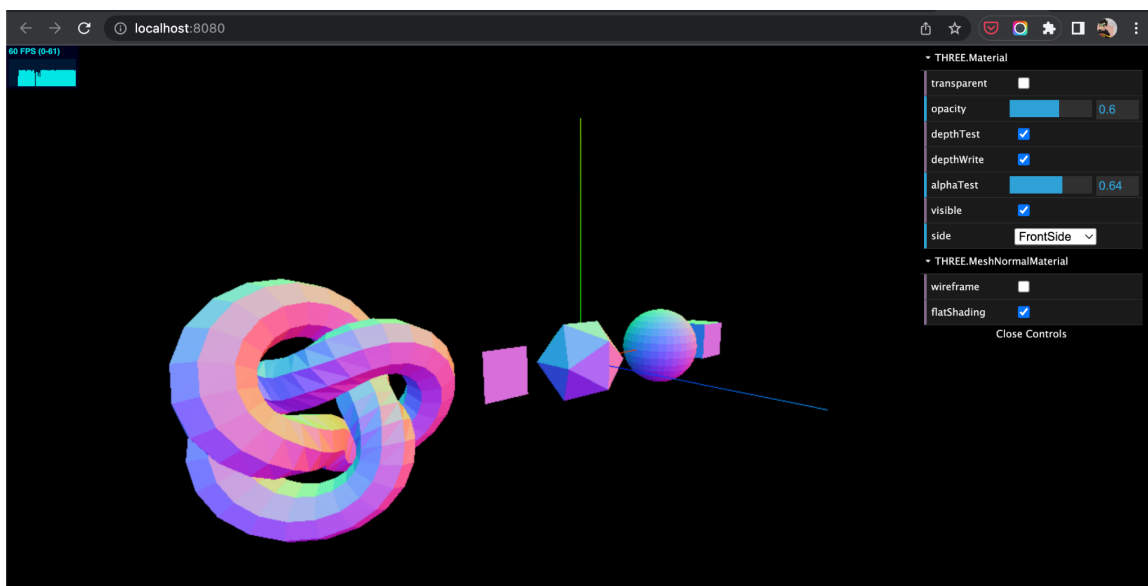 localhost:8080
60 FPS (0-61)
THREE.Material
transparent
opacity 0.6
depthTest
depthWrite
alphaTest 0.64
visible
side FrontSide
THREE.MeshNormalMaterial
wireframe
flatShading
Close Controls